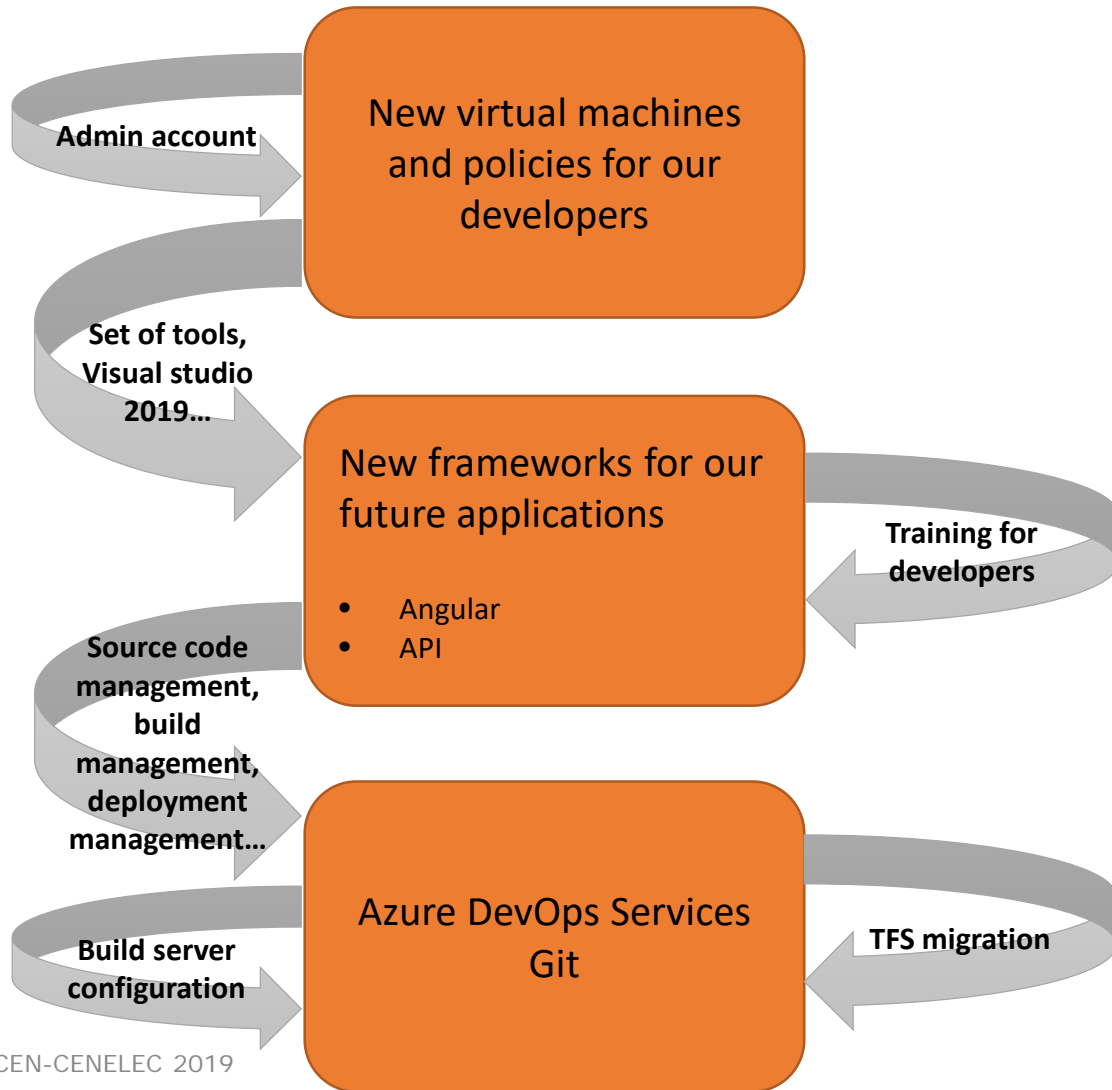 New virtual machines
and policies for our
developers
Admin account
Set of tools,
Visual studio
2019…
New frameworks for our
future applications
• Angular
• API
Training for
developers
Source code
management,
build
management,
deployment
management…
Azure DevOps Services
Git
Build server
configuration
TFS migration
CEN-CENELEC 2019